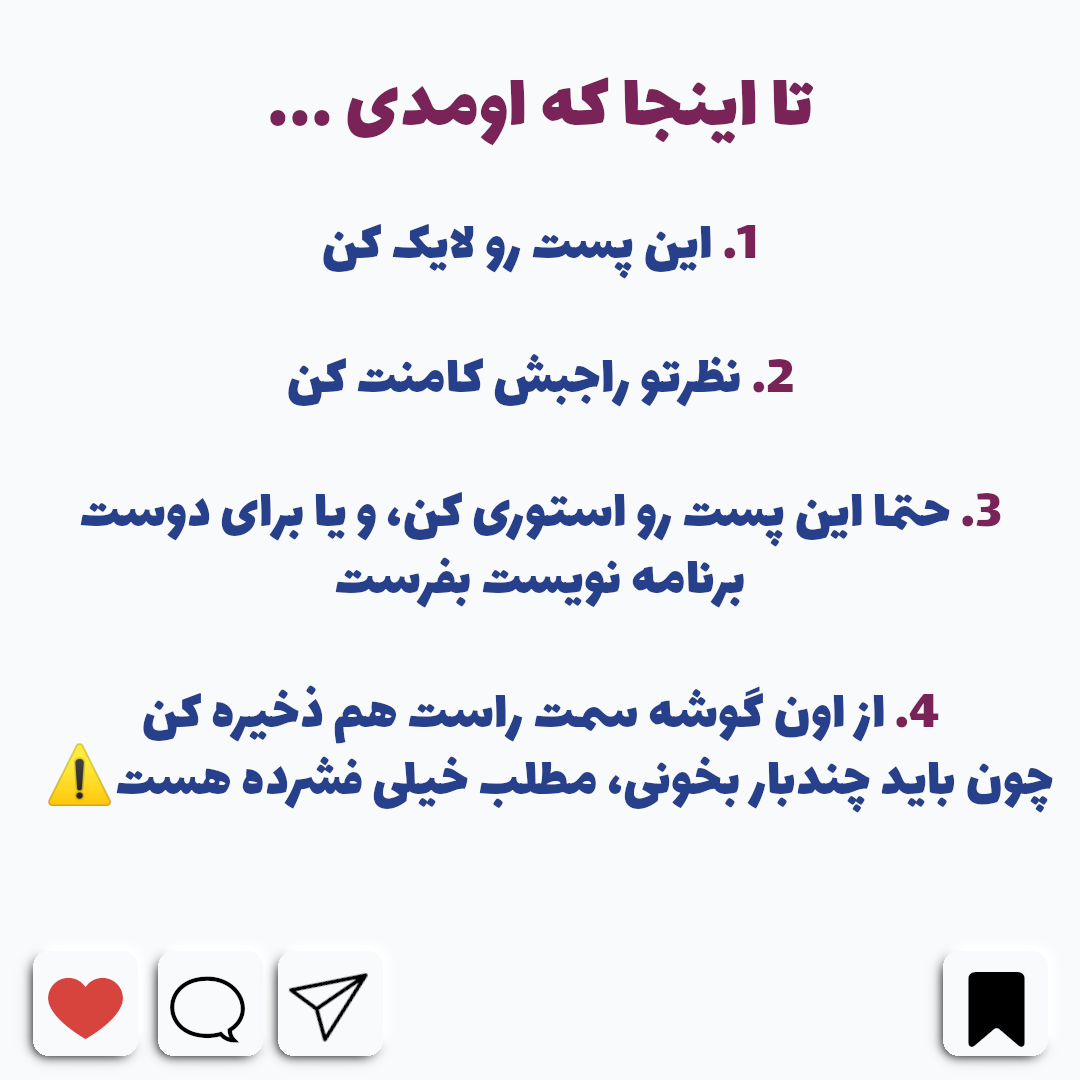 تا اینجا که اومدی ...
1. این پست رو لایک کن
2. نظرتو راجبش کامنت کن
3. حتما این پست رو استوری کن، و یا برای دوست
برنامه نویست بفرست
4. از اون گوشه سمت راست هم ذخیره کن
چون باید چندبار بخونی، مطلب خیلی فشرده هست⚠️